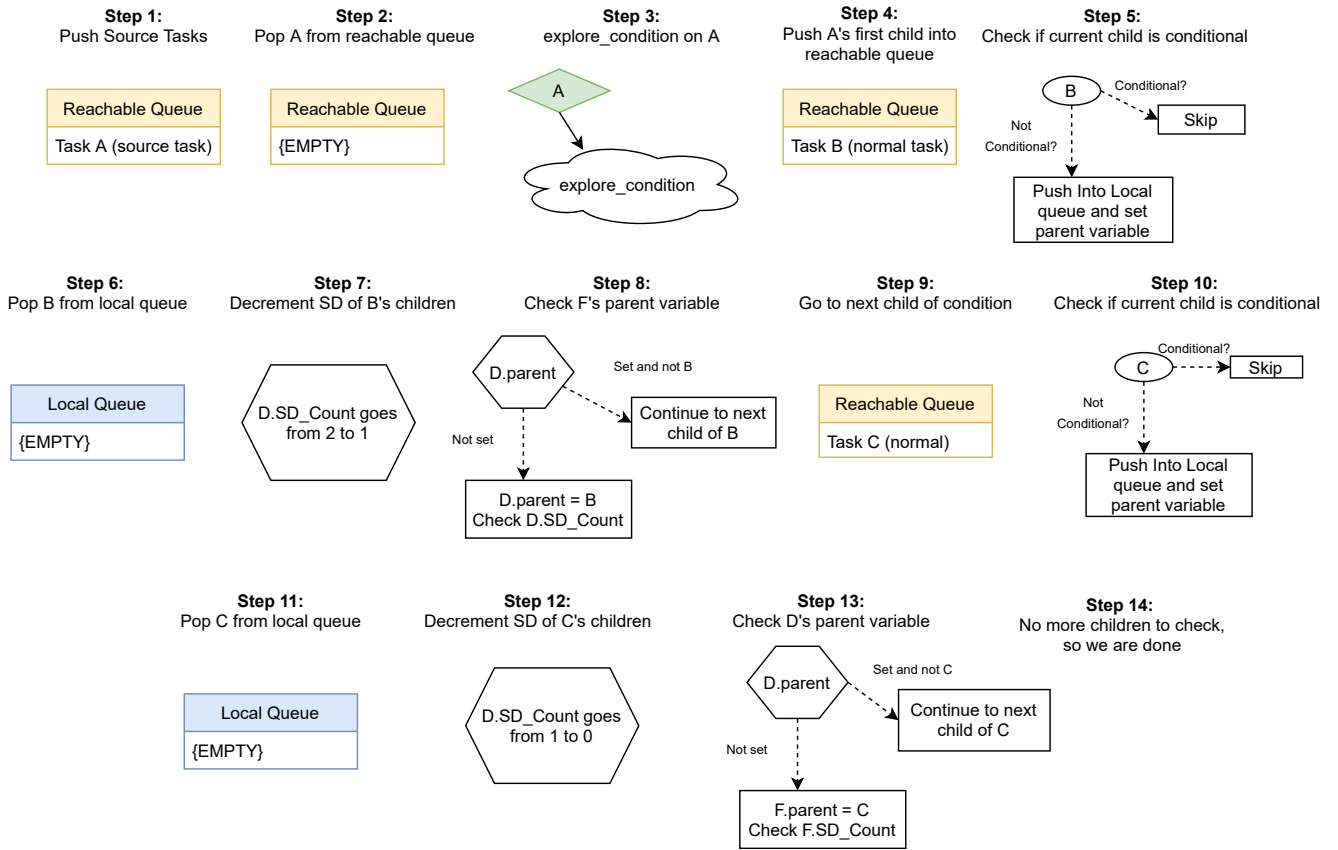 Step 1:
Push Source Tasks
Reachable Queue
Task A (source task)
Step 2:
Pop A from reachable queue
Reachable Queue
{EMPTY}
Step 3:
explore_condition on A
A
explore_condition
Step 4:
Push A's first child into
reachable queue
Reachable Queue
Task B (normal task)
Step 5:
Check if current child is conditional
B
Conditional?
Skip
Not
Conditional?
Push Into Local
queue and set
parent variable
Step 6:
Pop B from local queue
Local Queue
{EMPTY}
Step 7:
Decrement SD of B's children
D.SD_Count goes
from 2 to 1
Step 8:
Check F's parent variable
D.parent
Set and not B
Continue to next
child of B
Not set
D.parent = B
Check D.SD_Count
Step 9:
Go to next child of condition
Reachable Queue
Task C (normal)
Step 10:
Check if current child is conditional
C
Conditional?
Skip
Not
Conditional?
Push Into Local
queue and set
parent variable
Step 11:
Pop C from local queue
Local Queue
{EMPTY}
Step 12:
Decrement SD of C's children
D.SD_Count goes
from 1 to 0
Step 13:
Check D's parent variable
D.parent
Set and not C
Continue to next
child of C
Not set
F.parent = C
Check F.SD_Count
Step 14:
No more children to check,
so we are done